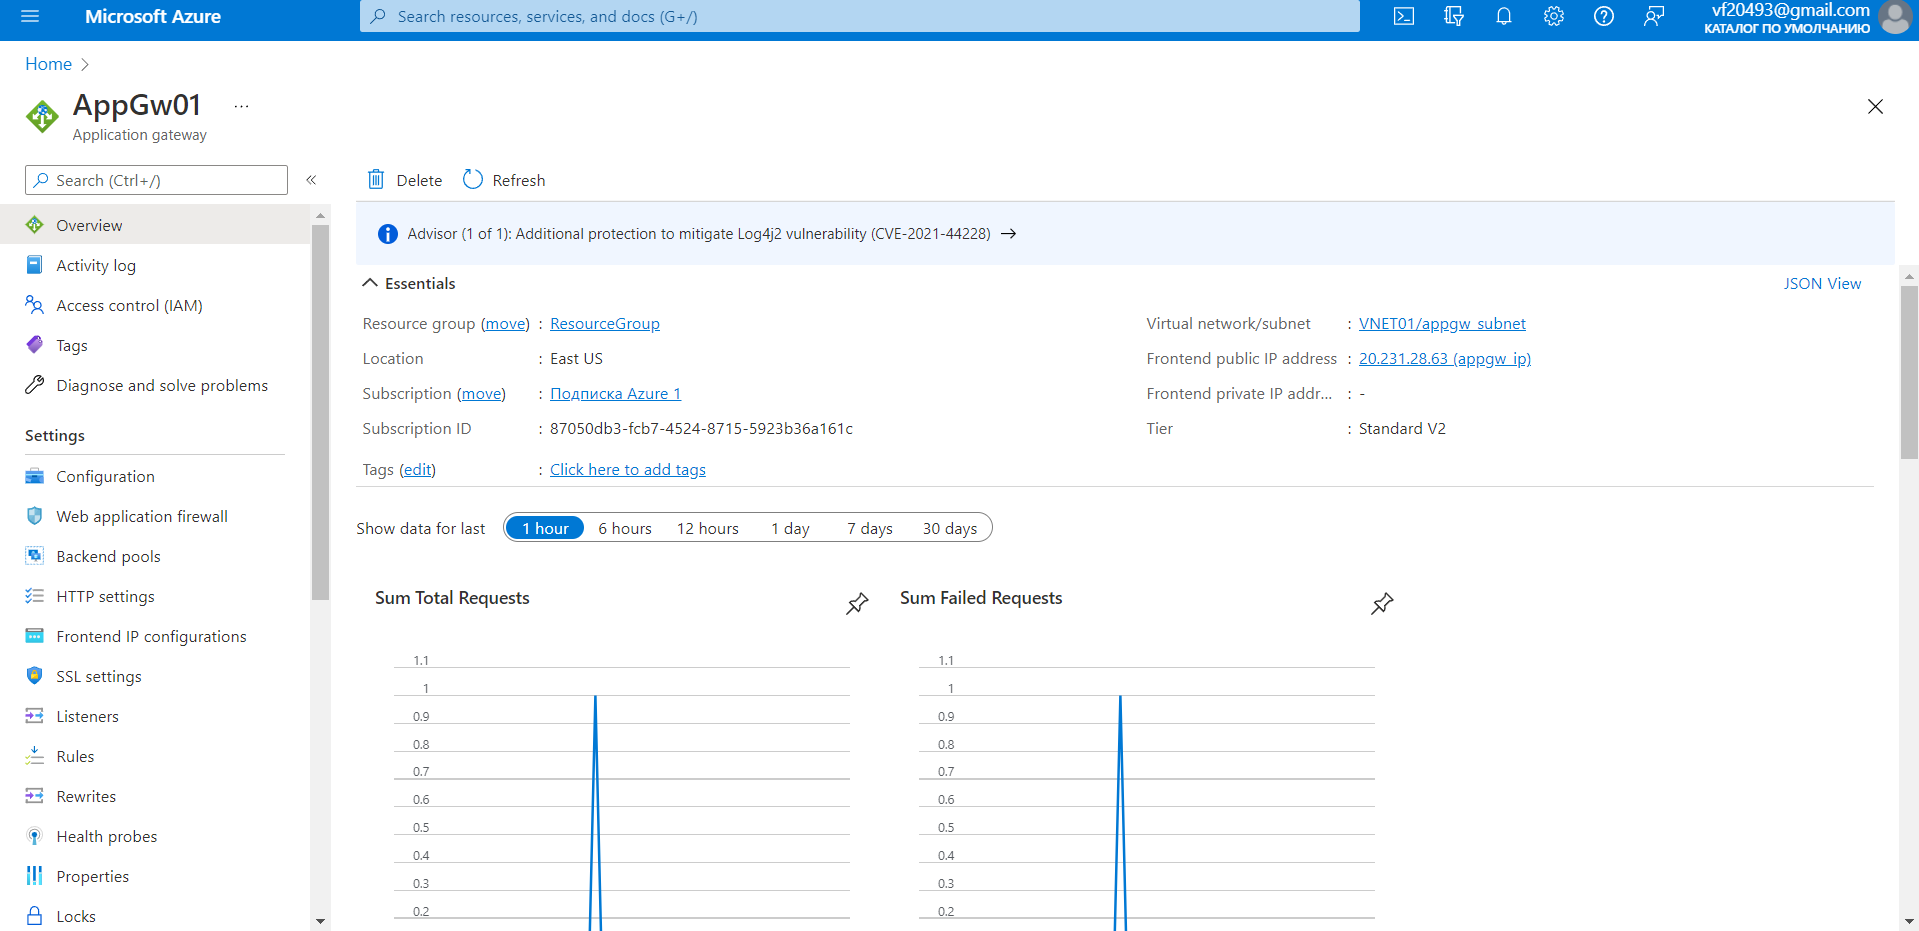 Microsoft Azure
Search resources, services, and docs (G+/)
vf20493@gmail.com
КАТАЛОГ ПО УМОЛЧАНИЮ
Home
AppGw01 ...
Application gateway
Search (Ctrl+/) «
Delete Refresh
Overview
Activity log
Access control (IAM)
Tags
Diagnose and solve problems
Settings
Configuration
Web application firewall
Backend pools
HTTP settings
Frontend IP configurations
SSL settings
Listeners
Rules
Rewrites
Health probes
Properties
Locks
Advisor (1 of 1): Additional protection to mitigate Log4j2 vulnerability (CVE-2021-44228) →
Essentials
JSON View
Resource group (move) : ResourceGroup
Location : East US
Subscription (move) : Подписка Azure 1
Subscription ID : 87050db3-fcb7-4524-8715-5923b36a161c
Tags (edit) : Click here to add tags
Virtual network/subnet : VNET01/appgw_subnet
Frontend public IP address : 20.231.28.63 (appgw_ip)
Frontend private IP addr... : -
Tier : Standard V2
Show data for last 1 hour 6 hours 12 hours 1 day 7 days 30 days
Sum Total Requests
1.1
1
0.9
0.8
0.7
0.6
0.5
0.4
0.3
0.2
Sum Failed Requests
1.1
1
0.9
0.8
0.7
0.6
0.5
0.4
0.3
0.2